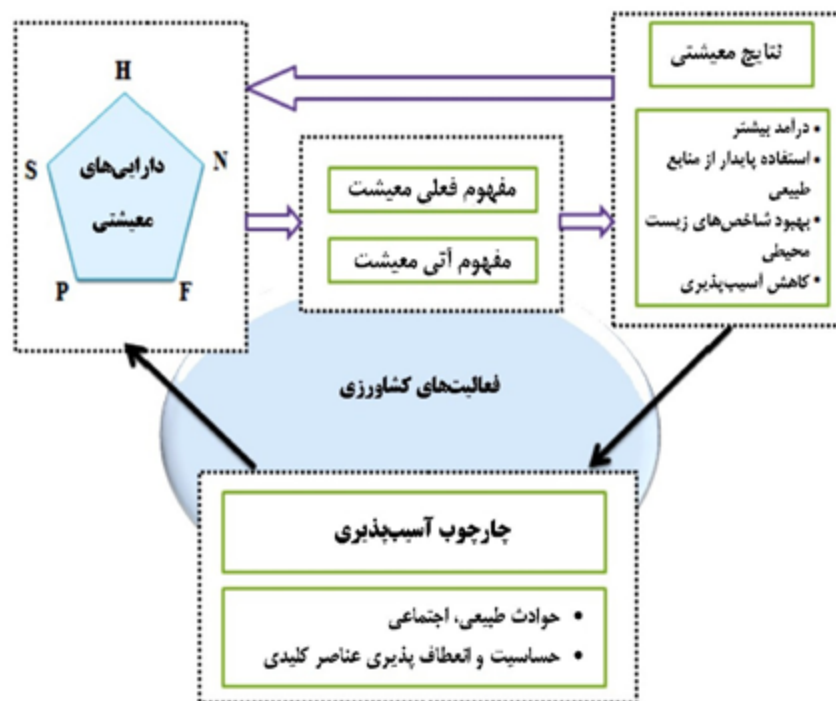 نتایج معیشتی
• درآمد بیشتر
• استفاده پایدار از منابع
طبیعی
• بهبود شاخص‌های زیست
محیطی
• کاهش آسیب‌پذیری
مفهوم فعلی معیشت
مفهوم آتی معیشت
H
S
N
دارایی‌های
معیشتی
P
F
فعالیت‌های کشاورزی
چارچوب آسیب‌پذیری
• حوادث طبیعی، اجتماعی
• حساسیت و انعطاف پذیری عناصر کلیدی